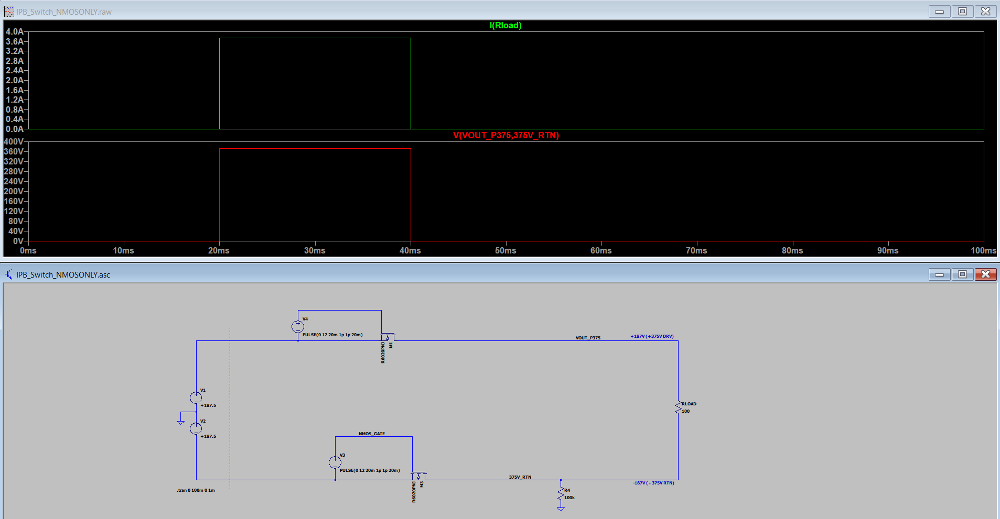 IPB_Switch_NMOSONLY.raw
I(Rload)
4.0A
3.6A
3.2A
2.8A
2.4A
2.0A
1.6A
1.2A
0.8A
0.4A
0.0A
V(VOUT_P375,375V_RTN)
400V
360V
320V
280V
240V
200V
160V
120V
80V
40V
0V
0ms 10ms 20ms 30ms 40ms 50ms 60ms 70ms 80ms 90ms 100ms
IPB_Switch_NMOSONLY.asc
V4
PULSE(0 12 20m 1p 1p 20m)
R6020PNJ
M1
VOUT_P375
+187V (+375V DRV)
V1
+187.5
V2
+187.5
RLOAD
100
NMOS_GATE
V3
PULSE(0 12 20m 1p 1p 20m)
R6020PNJ
M3
375V_RTN
-187V (+375V RTN)
R4
100k
.tran 0 100m 0 1m